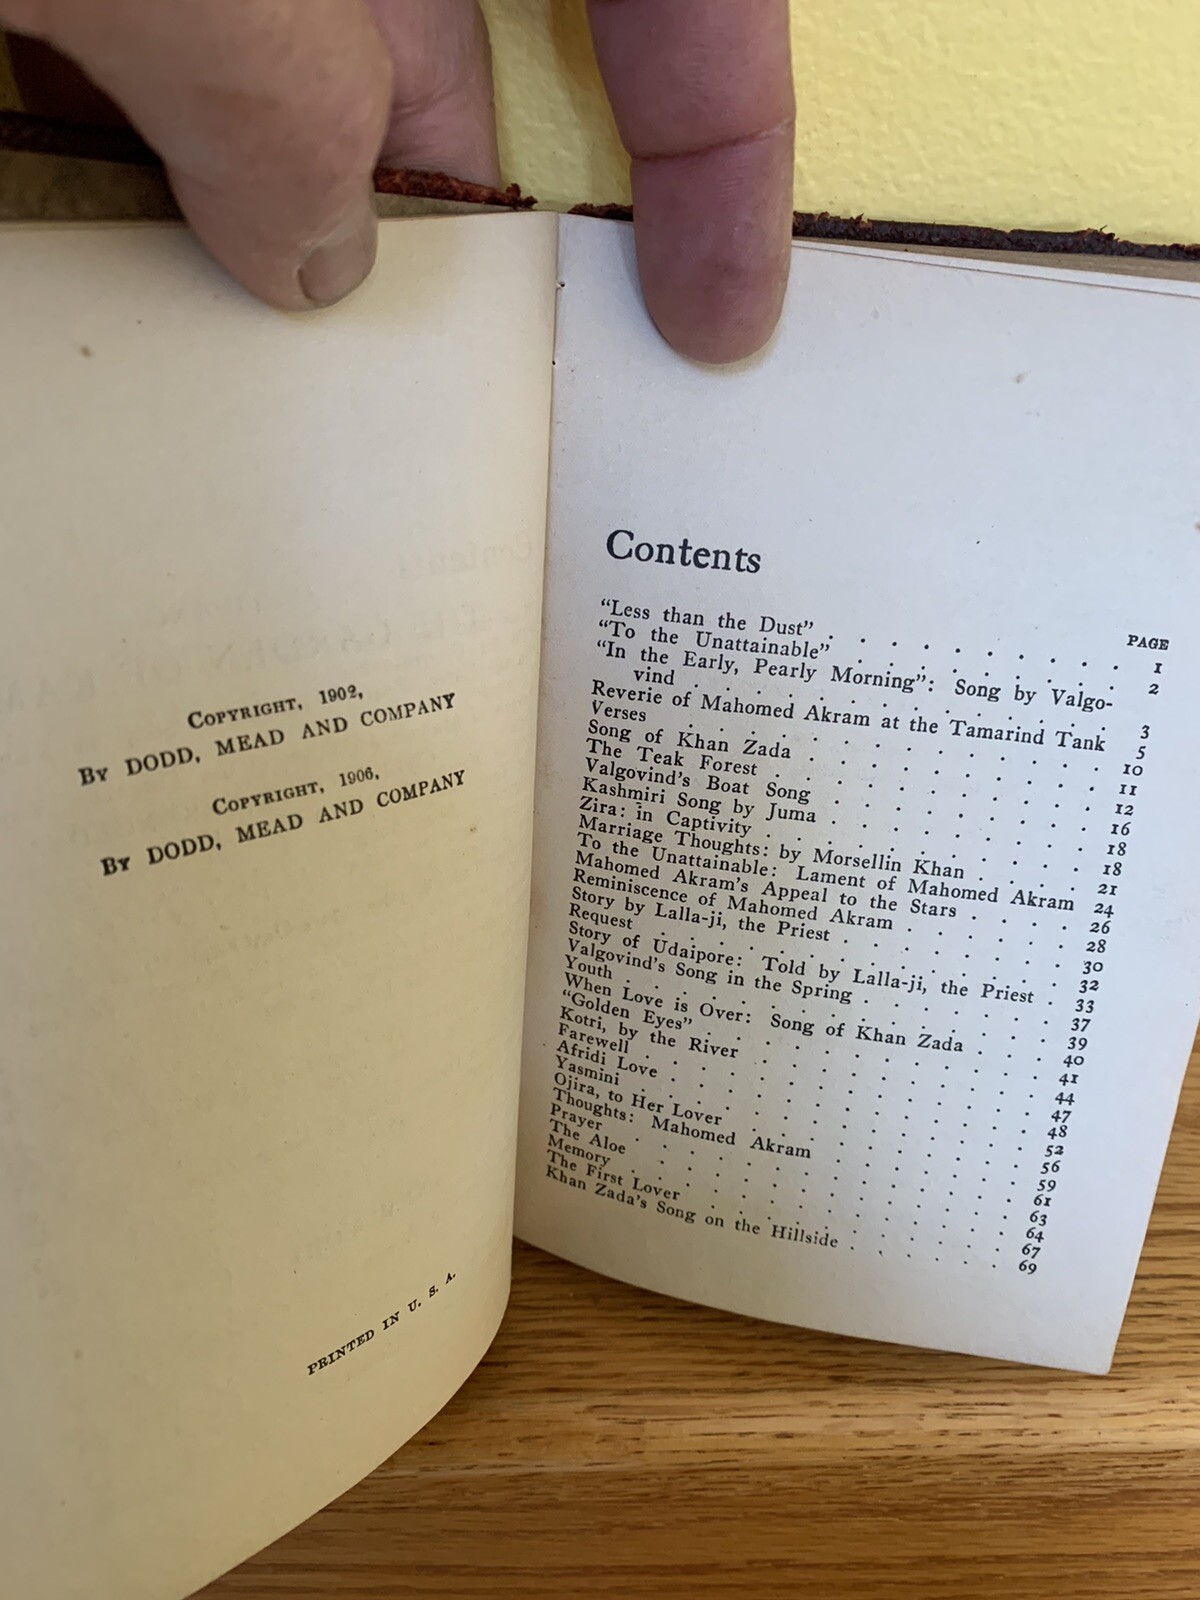 COPYRIGHT, 1902,
BY DODD, MEAD AND COMPANY
COPYRIGHT, 1906,
BY DODD, MEAD AND COMPANY
PRINTED IN U. S. A.
Contents
PAGE
“Less than the Dust” . . . . . . . . . . 1
“To the Unattainable” . . . . . . . . . 2
“In the Early, Pearly Morning”: Song by Valgo-
vind . . . . . . . . . . . . 3
Reverie of Mahomed Akram at the Tamarind Tank 5
Verses . . . . . . . . . . . . 10
Song of Khan Zada . . . . . . . . . 11
The Teak Forest . . . . . . . . . . 12
Valgovind's Boat Song . . . . . . . . 16
Kashmiri Song by Juma . . . . . . . . 18
Zira: in Captivity . . . . . . . . . 18
Marriage Thoughts: by Morsellin Khan . . . . 21
To the Unattainable: Lament of Mahomed Akram 24
Mahomed Akram's Appeal to the Stars . . . . 26
Reminiscence of Mahomed Akram . . . . . 28
Story by Lalla-ji, the Priest . . . . . . . 30
Request . . . . . . . . . . . . 32
Story of Udaipore: Told by Lalla-ji, the Priest . 33
Valgovind's Song in the Spring . . . . . . 37
Youth . . . . . . . . . . . . 39
When Love is Over: Song of Khan Zada . . . 40
“Golden Eyes” . . . . . . . . . . 41
Kotri, by the River . . . . . . . . . 44
Farewell . . . . . . . . . . . . 47
Afridi Love . . . . . . . . . . . 48
Yasmini . . . . . . . . . . . . 52
Ojira, to Her Lover . . . . . . . . . 56
Thoughts: Mahomed Akram . . . . . . 59
Prayer . . . . . . . . . . . . 61
The Aloe . . . . . . . . . . . 63
Memory . . . . . . . . . . . . 64
The First Lover . . . . . . . . . . 67
Khan Zada's Song on the Hillside . . . . . . 69